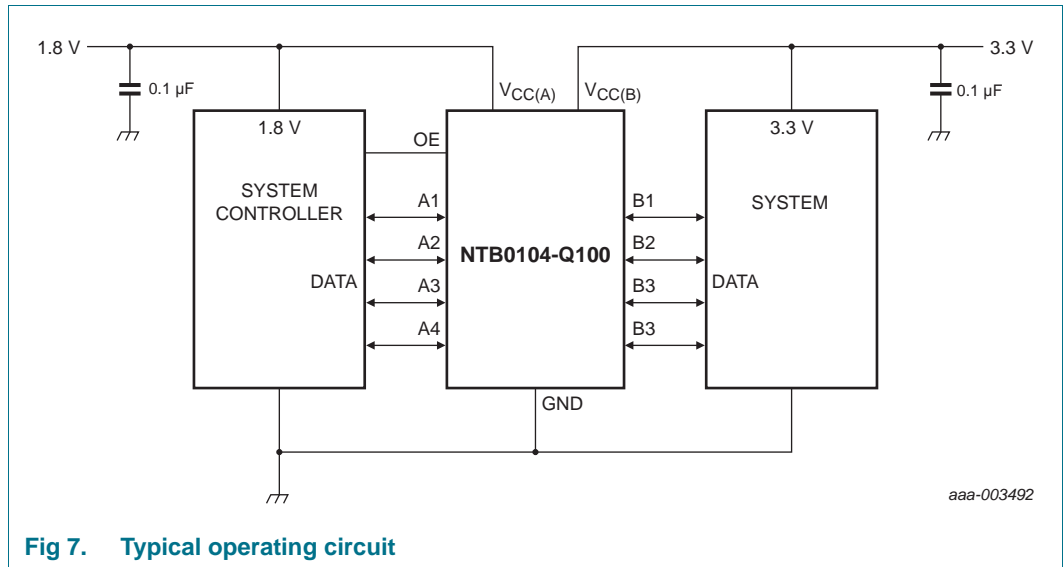 1.8 V
3.3 V
0.1 µF
VCC(A)
VCC(B)
0.1 µF
1.8 V
3.3 V
OE
SYSTEM
CONTROLLER
SYSTEM
A1
B1
A2
B2
NTB0104-Q100
DATA
A3
B3
DATA
A4
B3
GND
aaa-003492
Fig 7. Typical operating circuit